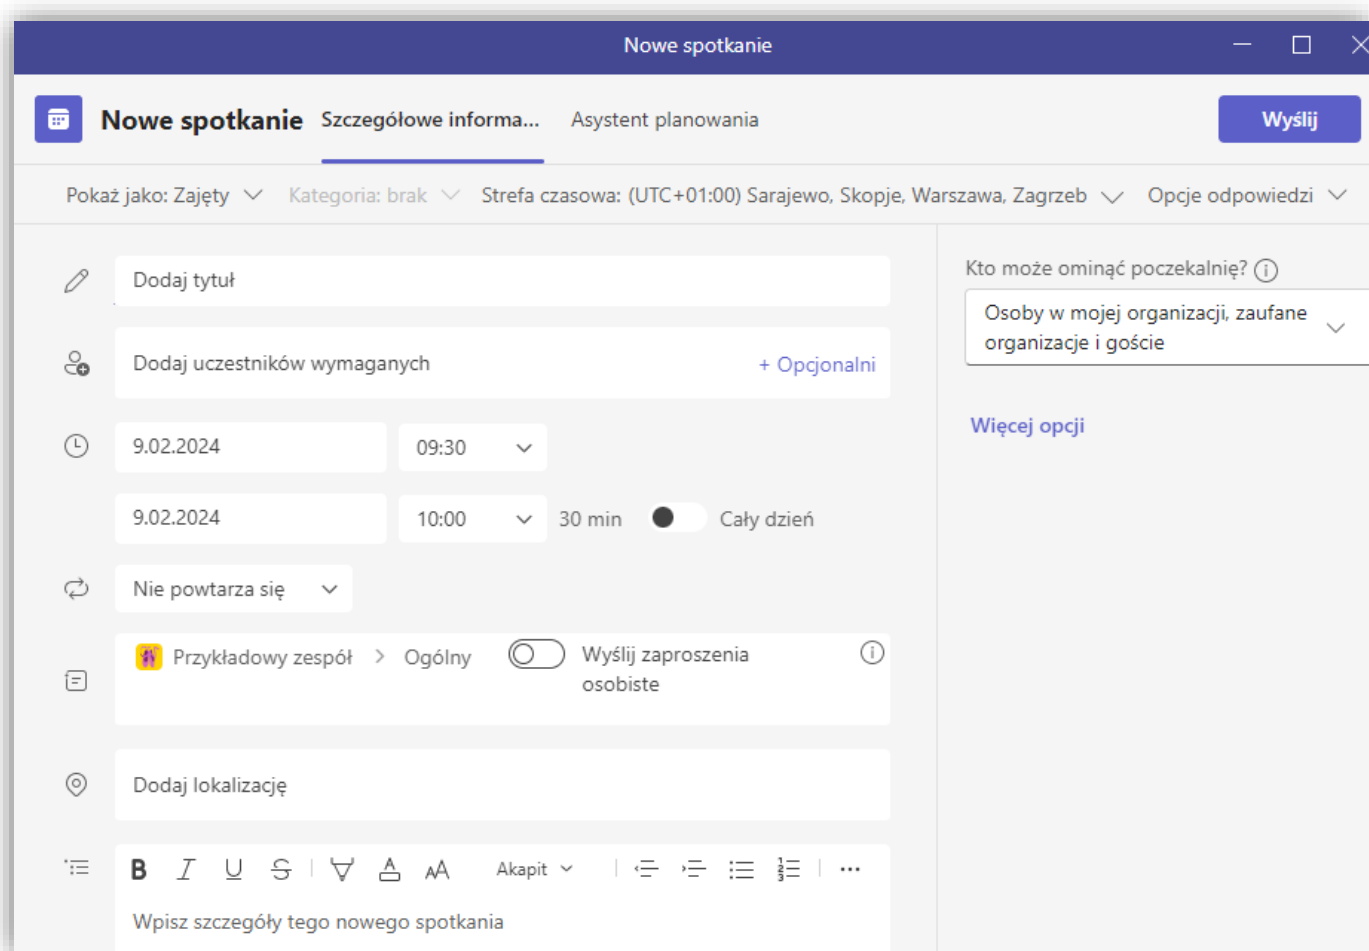 Nowe spotkanie
Nowe spotkanie Szczegółowe informa... Asystent planowania Wyślij
Pokaż jako: Zajęty Kategoria: brak Strefa czasowa: (UTC+01:00) Sarajewo, Skopje, Warszawa, Zagrzeb Opcje odpowiedzi
Dodaj tytuł
Dodaj uczestników wymaganych + Opcjonalni
9.02.2024 09:30
9.02.2024 10:00 30 min Cały dzień
Nie powtarza się
Przykładowy zespół > Ogólny Wyślij zaproszenia
osobiste
Dodaj lokalizację
B I U S A AA Akapit ...
Wpisz szczegóły tego nowego spotkania
Kto może ominąć poczekalnię?
Osoby w mojej organizacji, zaufane
organizacje i goście
Więcej opcji